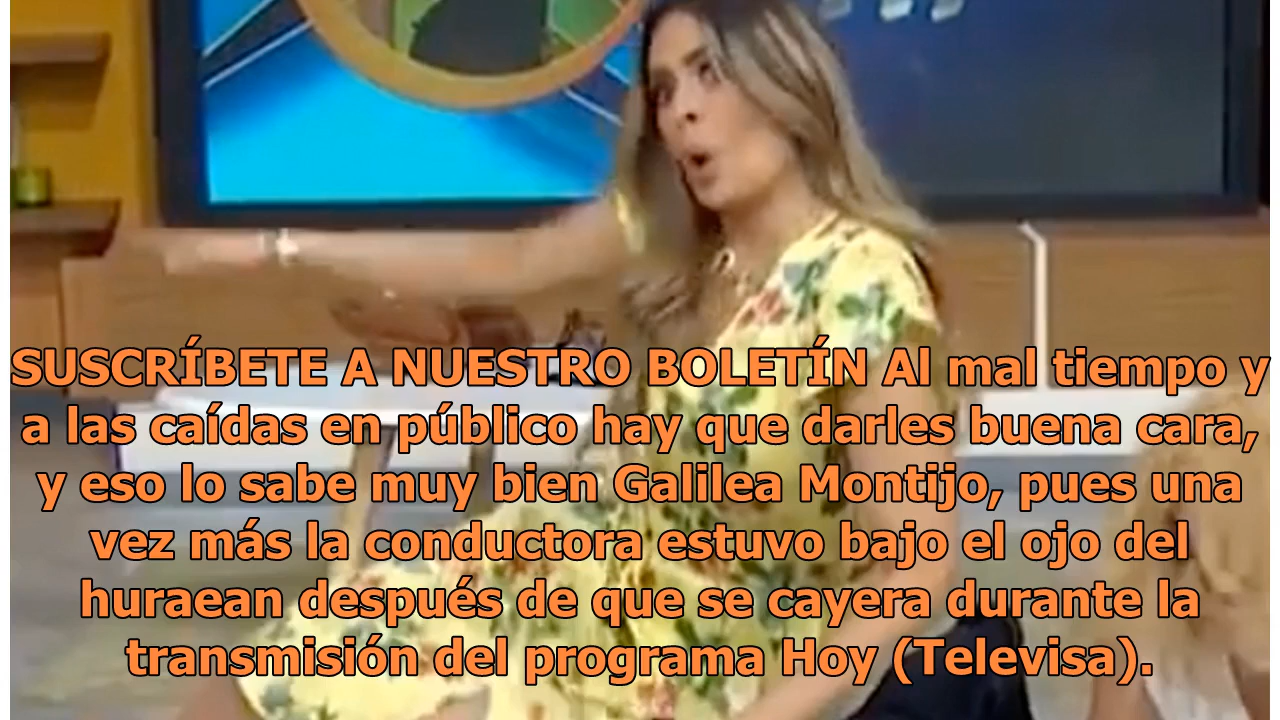 SUSCRÍBETE A NUESTRO BOLETÍN Al mal tiempo y
a las caídas en público hay que darles buena cara,
y eso lo sabe muy bien Galilea Montijo, pues una
vez más la conductora estuvo bajo el ojo del
huraean después de que se cayera durante la
transmisión del programa Hoy (Televisa).